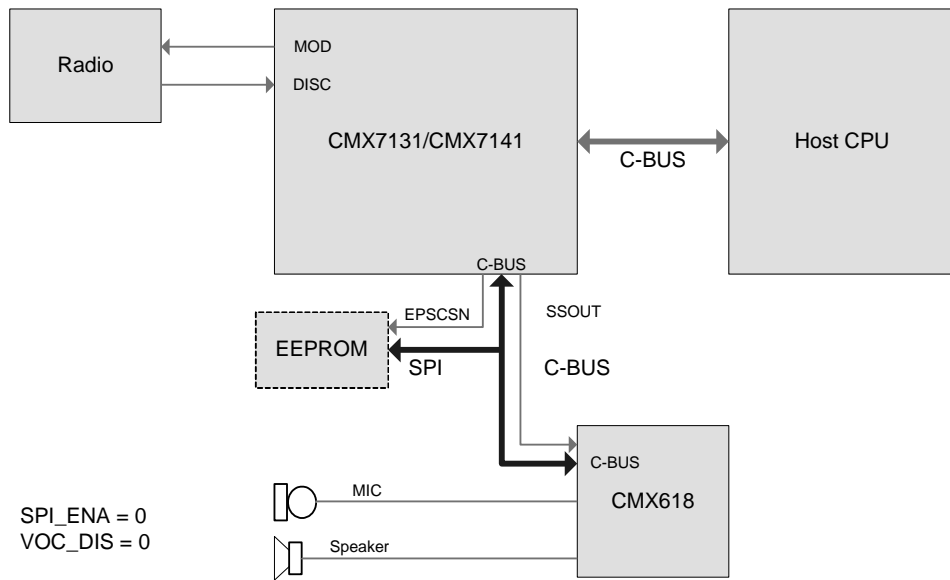 MOD
Radio
DISC
CMX7131/CMX7141
Host CPU
C-BUS
C-BUS
EPSCSN
SSOUT
EEPROM
SPI
C-BUS
C-BUS
MIC
CMX618
SPI_ENA = 0
VOC_DIS = 0
Speaker